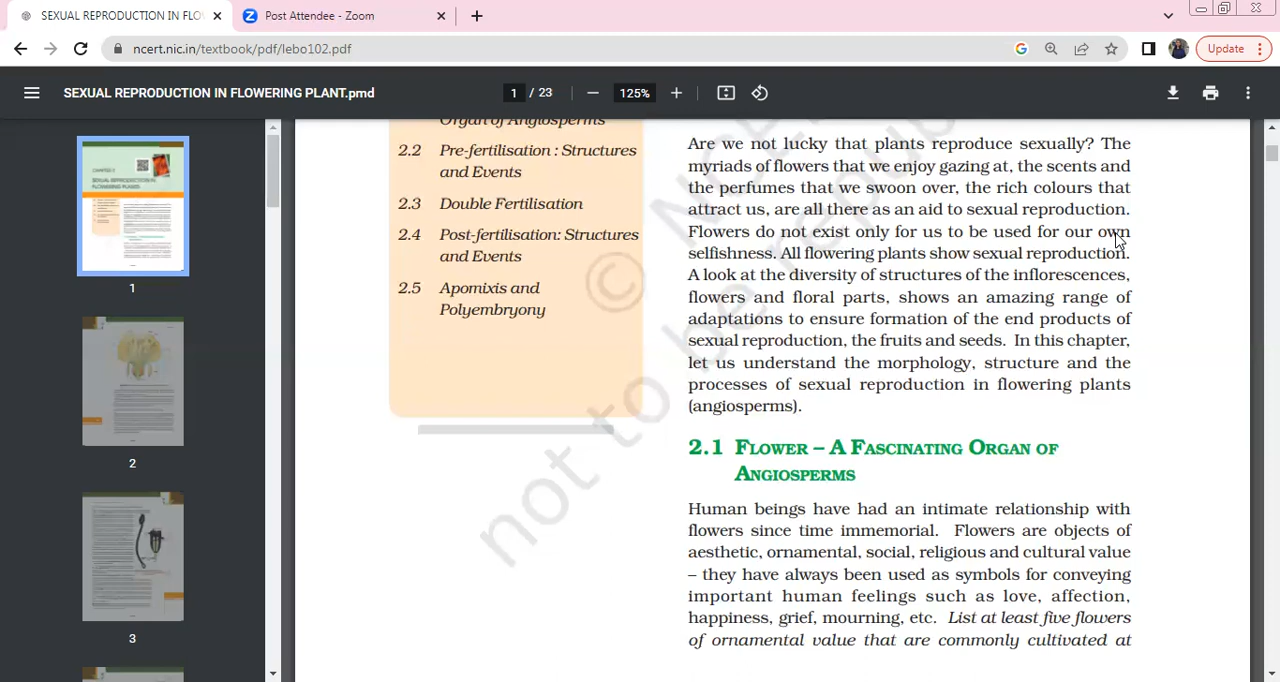 SEXUAL REPRODUCTION IN FLO
Post Attendee - Zoom
ncert.nic.in/textbook/pdf/lebo102.pdf
Update
SEXUAL REPRODUCTION IN FLOWERING PLANT.pmd
1 / 23
125%
1
2
3
Organ of Angiosperms
2.2 Pre-fertilisation : Structures
and Events
2.3 Double Fertilisation
2.4 Post-fertilisation: Structures
and Events
2.5 Apomixis and
Polyembryony
Are we not lucky that plants reproduce sexually? The
myriads of flowers that we enjoy gazing at, the scents and
the perfumes that we swoon over, the rich colours that
attract us, are all there as an aid to sexual reproduction.
Flowers do not exist only for us to be used for our own
selfishness. All flowering plants show sexual reproduction.
A look at the diversity of structures of the inflorescences,
flowers and floral parts, shows an amazing range of
adaptations to ensure formation of the end products of
sexual reproduction, the fruits and seeds. In this chapter,
let us understand the morphology, structure and the
processes of sexual reproduction in flowering plants
(angiosperms).
2.1 FLOWER – A FASCINATING ORGAN OF
ANGIOSPERMS
Human beings have had an intimate relationship with
flowers since time immemorial. Flowers are objects of
aesthetic, ornamental, social, religious and cultural value
– they have always been used as symbols for conveying
important human feelings such as love, affection,
happiness, grief, mourning, etc. List at least five flowers
of ornamental value that are commonly cultivated at
©
not to be